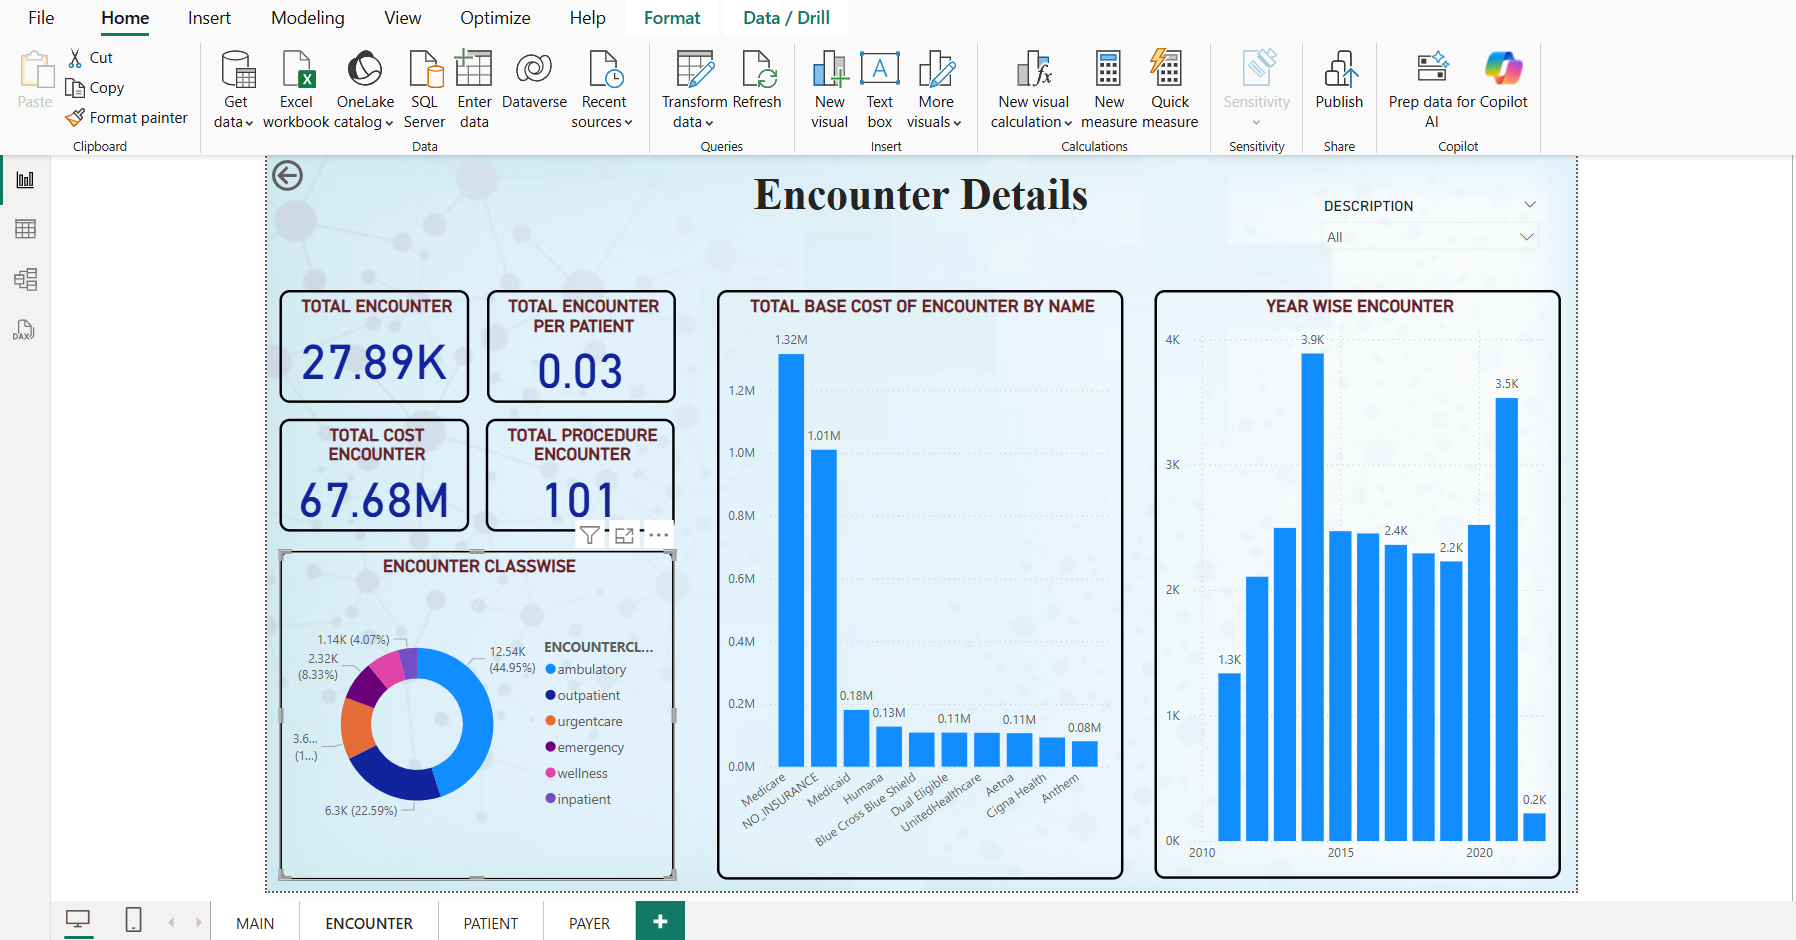 File Home Insert Modeling View Optimize Help Format Data / Drill
Paste
Cut
Copy
Format painter
Clipboard
Get data
Excel workbook
OneLake catalog
SQL Server
Enter data
Dataverse
Recent sources
Data
Transform data
Refresh
Queries
New visual
Text box
More visuals
Insert
New visual calculation
New measure
Quick measure
Calculations
Sensitivity
Sensitivity
Publish
Share
Prep data for AI
Copilot
Copilot
DAX
Encounter Details
DESCRIPTION
All
TOTAL ENCOUNTER
27.89K
TOTAL ENCOUNTER
PER PATIENT
0.03
TOTAL COST
ENCOUNTER
67.68M
TOTAL PROCEDURE
ENCOUNTER
101
ENCOUNTER CLASSWISE
1.14K (4.07%)
2.32K
(8.33%)
3.6...
(1...)
6.3K (22.59%)
12.54K
(44.95%)
ENCOUNTERCL...
ambulatory
outpatient
urgentcare
emergency
wellness
inpatient
TOTAL BASE COST OF ENCOUNTER BY NAME
1.2M
1.0M
0.8M
0.6M
0.4M
0.2M
0.0M
1.32M
1.01M
0.18M
0.13M
0.11M
0.11M
0.08M
Medicare
NO_INSURANCE
Medicaid
Humana
Blue Cross Blue Shield
Dual Eligible
UnitedHealthcare
Aetna
Cigna Health
Anthem
YEAR WISE ENCOUNTER
4K
3K
2K
1K
0K
1.3K
3.9K
2.4K
2.2K
3.5K
0.2K
2010 2015 2020
MAIN ENCOUNTER PATIENT PAYER +